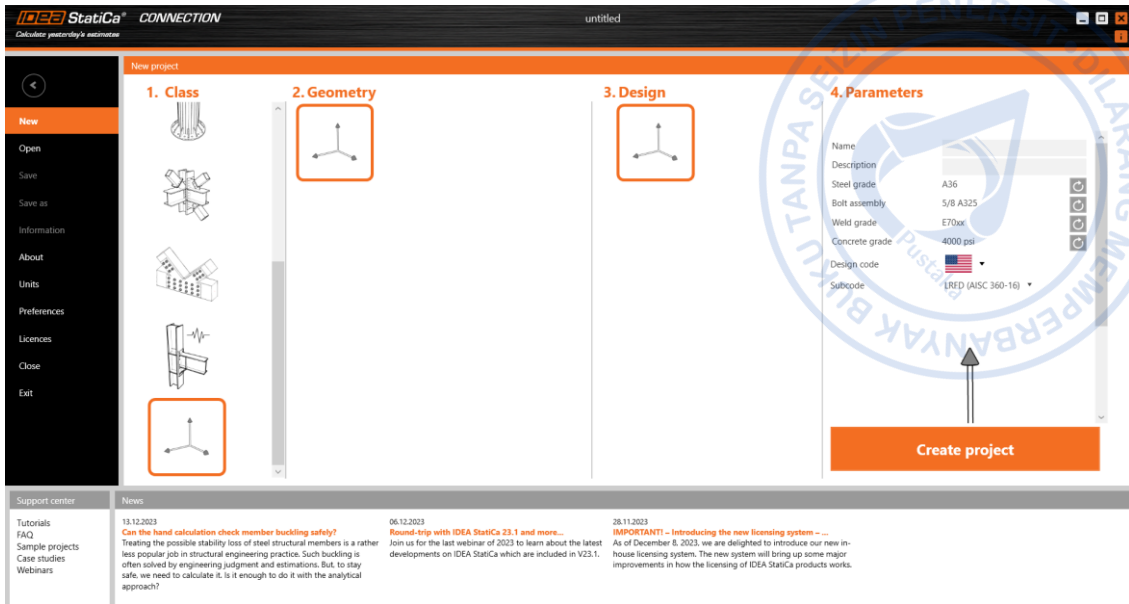 IDEA StatiCa® CONNECTION
untitled
Calculate yesterday's estimates
New project
New
Open
Save
Save as
Information
About
Units
Preferences
Licences
Close
Exit
1. Class
2. Geometry
3. Design
4. Parameters
Name
Description
Steel grade A36
Bolt assembly 5/8 A325
Weld grade E70xx
Concrete grade 4000 psi
Design code
Subcode LRFD (AISC 360-16)
Create project
Support center
Tutorials
FAQ
Sample projects
Case studies
Webinars
News
13.12.2023
Can the hand calculation check member buckling safely?
Treating the possible stability loss of steel structural members is a rather
less popular job in structural engineering practice. Such buckling is
often solved by engineering judgment and estimations. But, to stay
safe, we need to calculate it. Is it enough to do it with the analytical
approach?
06.12.2023
Round-trip with IDEA StatiCa 23.1 and more...
Join us for the last webinar of 2023 to learn about the latest
developments on IDEA StatiCa which are included in V23.1.
28.11.2023
IMPORTANT! – Introducing the new licensing system – ...
As of December 8, 2023, we are delighted to introduce our new in-
house licensing system. The new system will bring up some major
improvements in how the licensing of IDEA StatiCa products works.
DILARANG MEMPERBANYAK BUKU TANPA SEIZIN PENERBIT
Pustaka